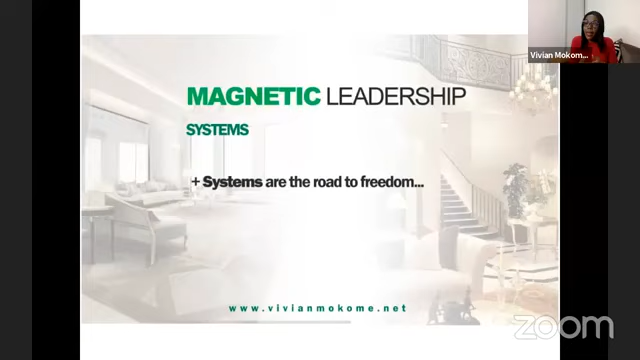 Vivian Mokom...
MAGNETIC LEADERSHIP
SYSTEMS
+ Systems are the road to freedom...
www.vivianmokome.net
zoom